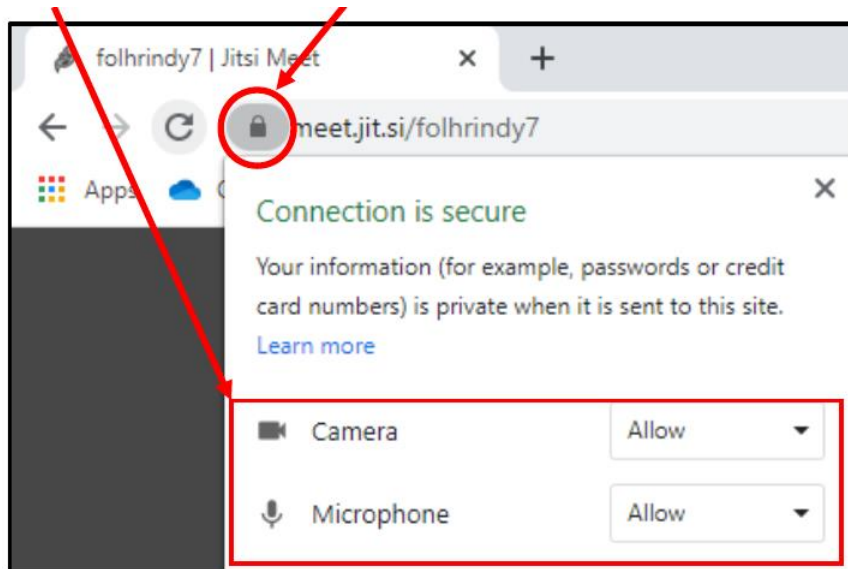 folhrindy7 | Jitsi Meet
meet.jit.si/folhrindy7
Apps
Connection is secure
Your information (for example, passwords or credit
card numbers) is private when it is sent to this site.
Learn more
Camera Allow
Microphone Allow